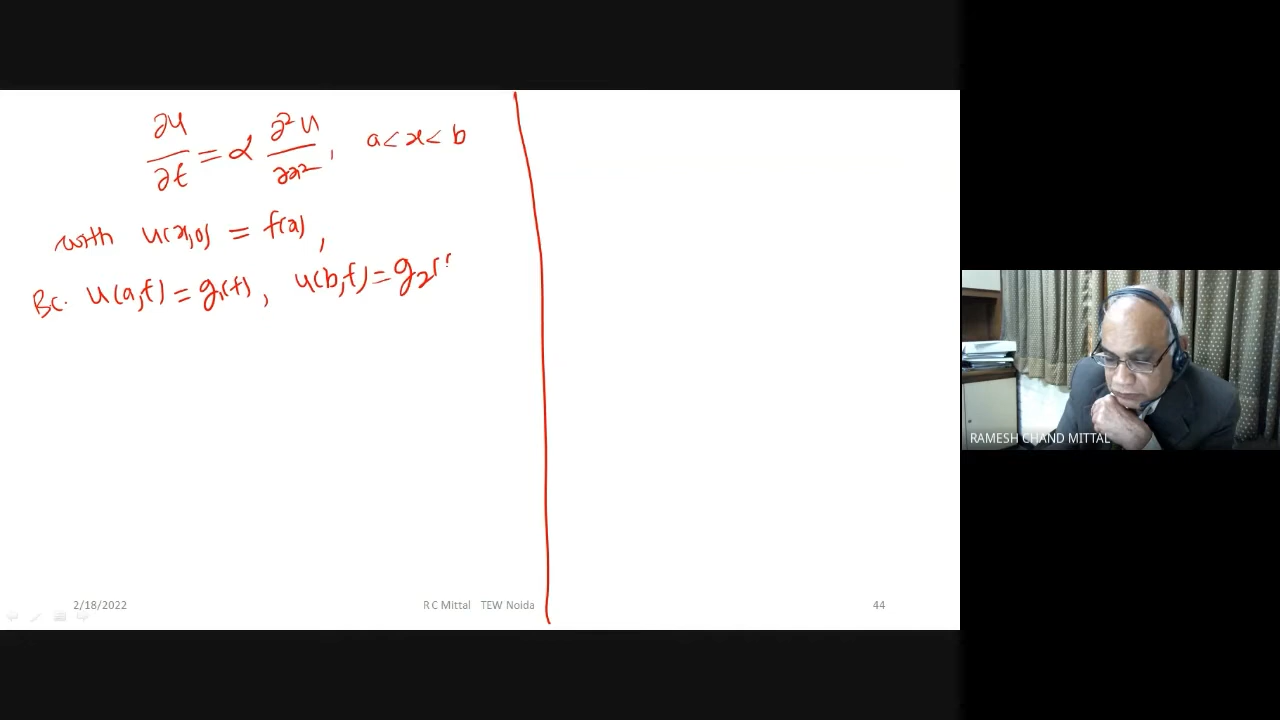 ∂u/∂t = α ∂²u/∂x², a < x < b
with u(x,0) = f(x),
BC. u(a,t) = g₁(t), u(b,t) = g₂(
RAMESH CHAND MITTAL
2/18/2022 R C Mittal TEW Noida 44